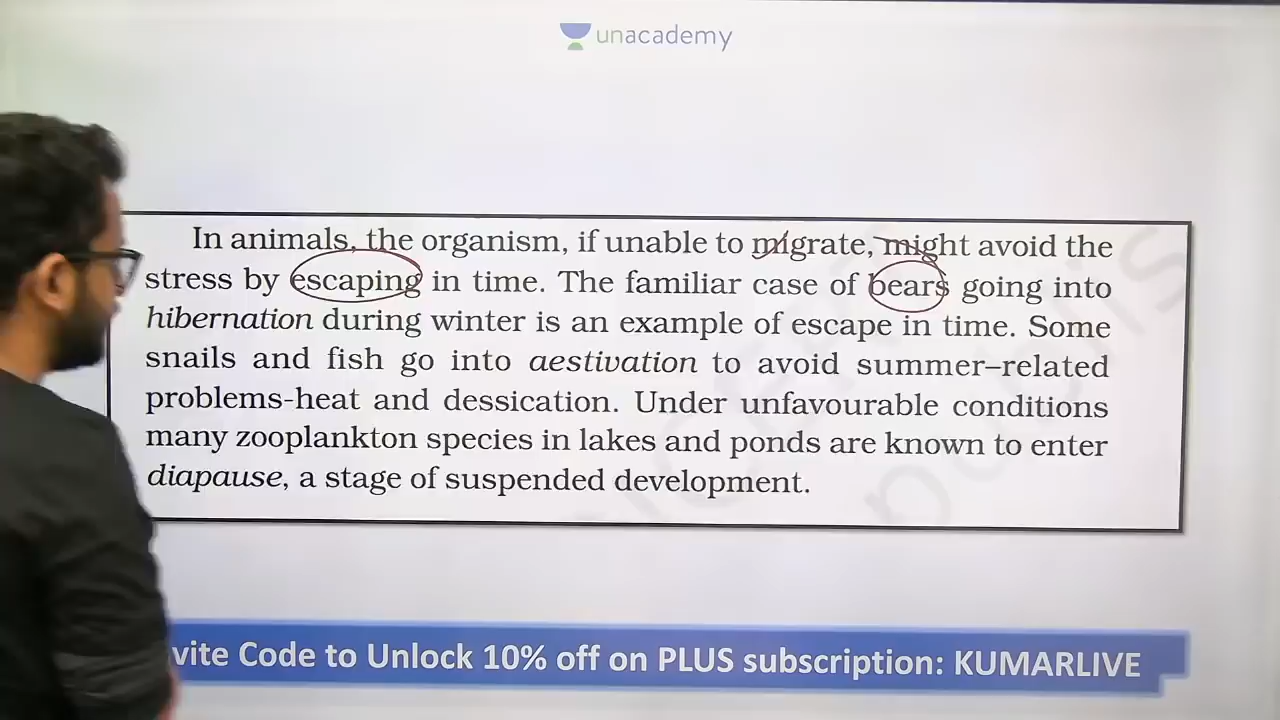 unacademy
In animals, the organism, if unable to migrate, might avoid the
stress by escaping in time. The familiar case of bears going into
hibernation during winter is an example of escape in time. Some
snails and fish go into aestivation to avoid summer–related
problems-heat and dessication. Under unfavourable conditions
many zooplankton species in lakes and ponds are known to enter
diapause, a stage of suspended development.
vite Code to Unlock 10% off on PLUS subscription: KUMARLIVE